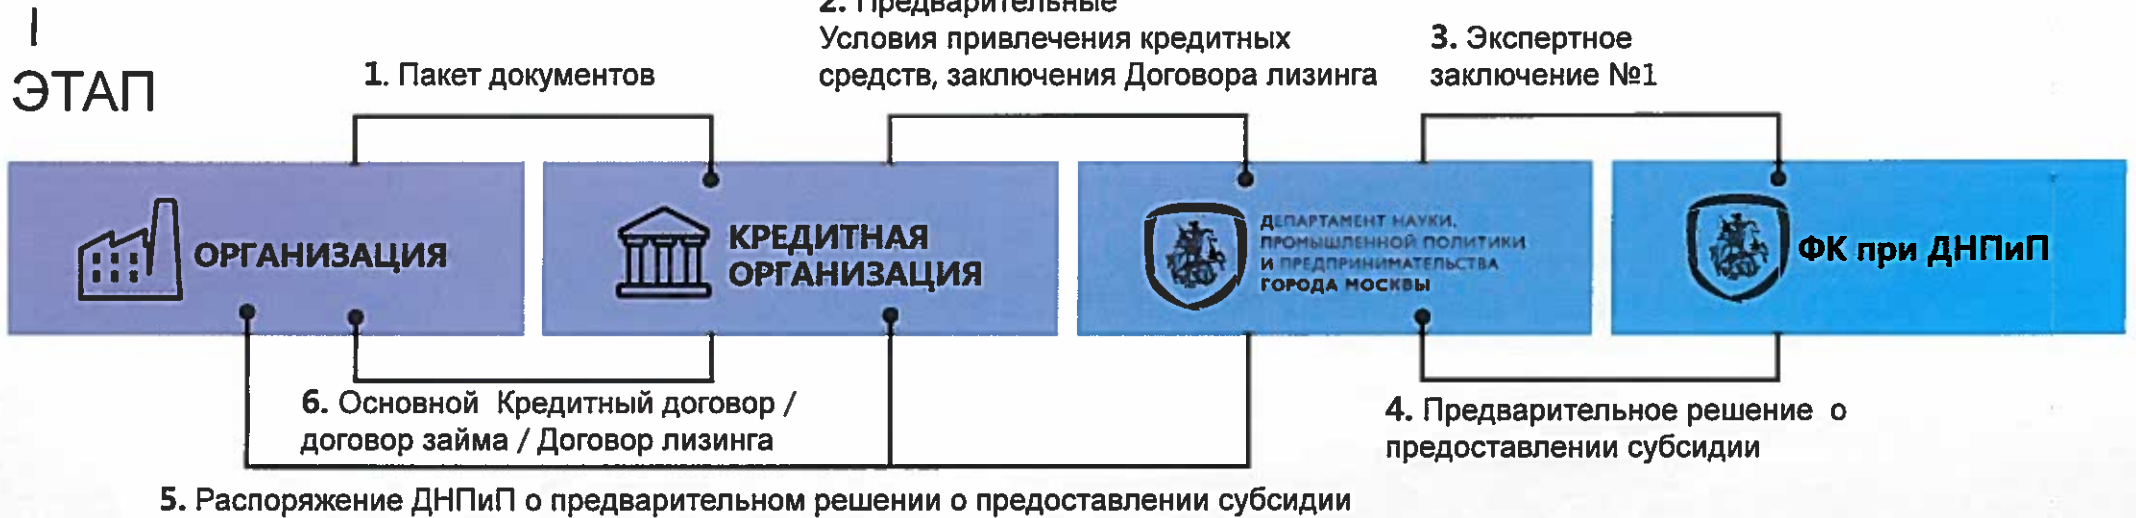 I
ЭТАП
1. Пакет документов
2. Предварительные
Условия привлечения кредитных
средств, заключения Договора лизинга
3. Экспертное
заключение №1
ОРГАНИЗАЦИЯ
КРЕДИТНАЯ
ОРГАНИЗАЦИЯ
ДЕПАРТАМЕНТ НАУКИ,
ПРОМЫШЛЕННОЙ ПОЛИТИКИ
И ПРЕДПРИНИМАТЕЛЬСТВА
ГОРОДА МОСКВЫ
ФК при ДНПиП
6. Основной Кредитный договор /
договор займа / Договор лизинга
4. Предварительное решение о
предоставлении субсидии
5. Распоряжение ДНПиП о предварительном решении о предоставлении субсидии